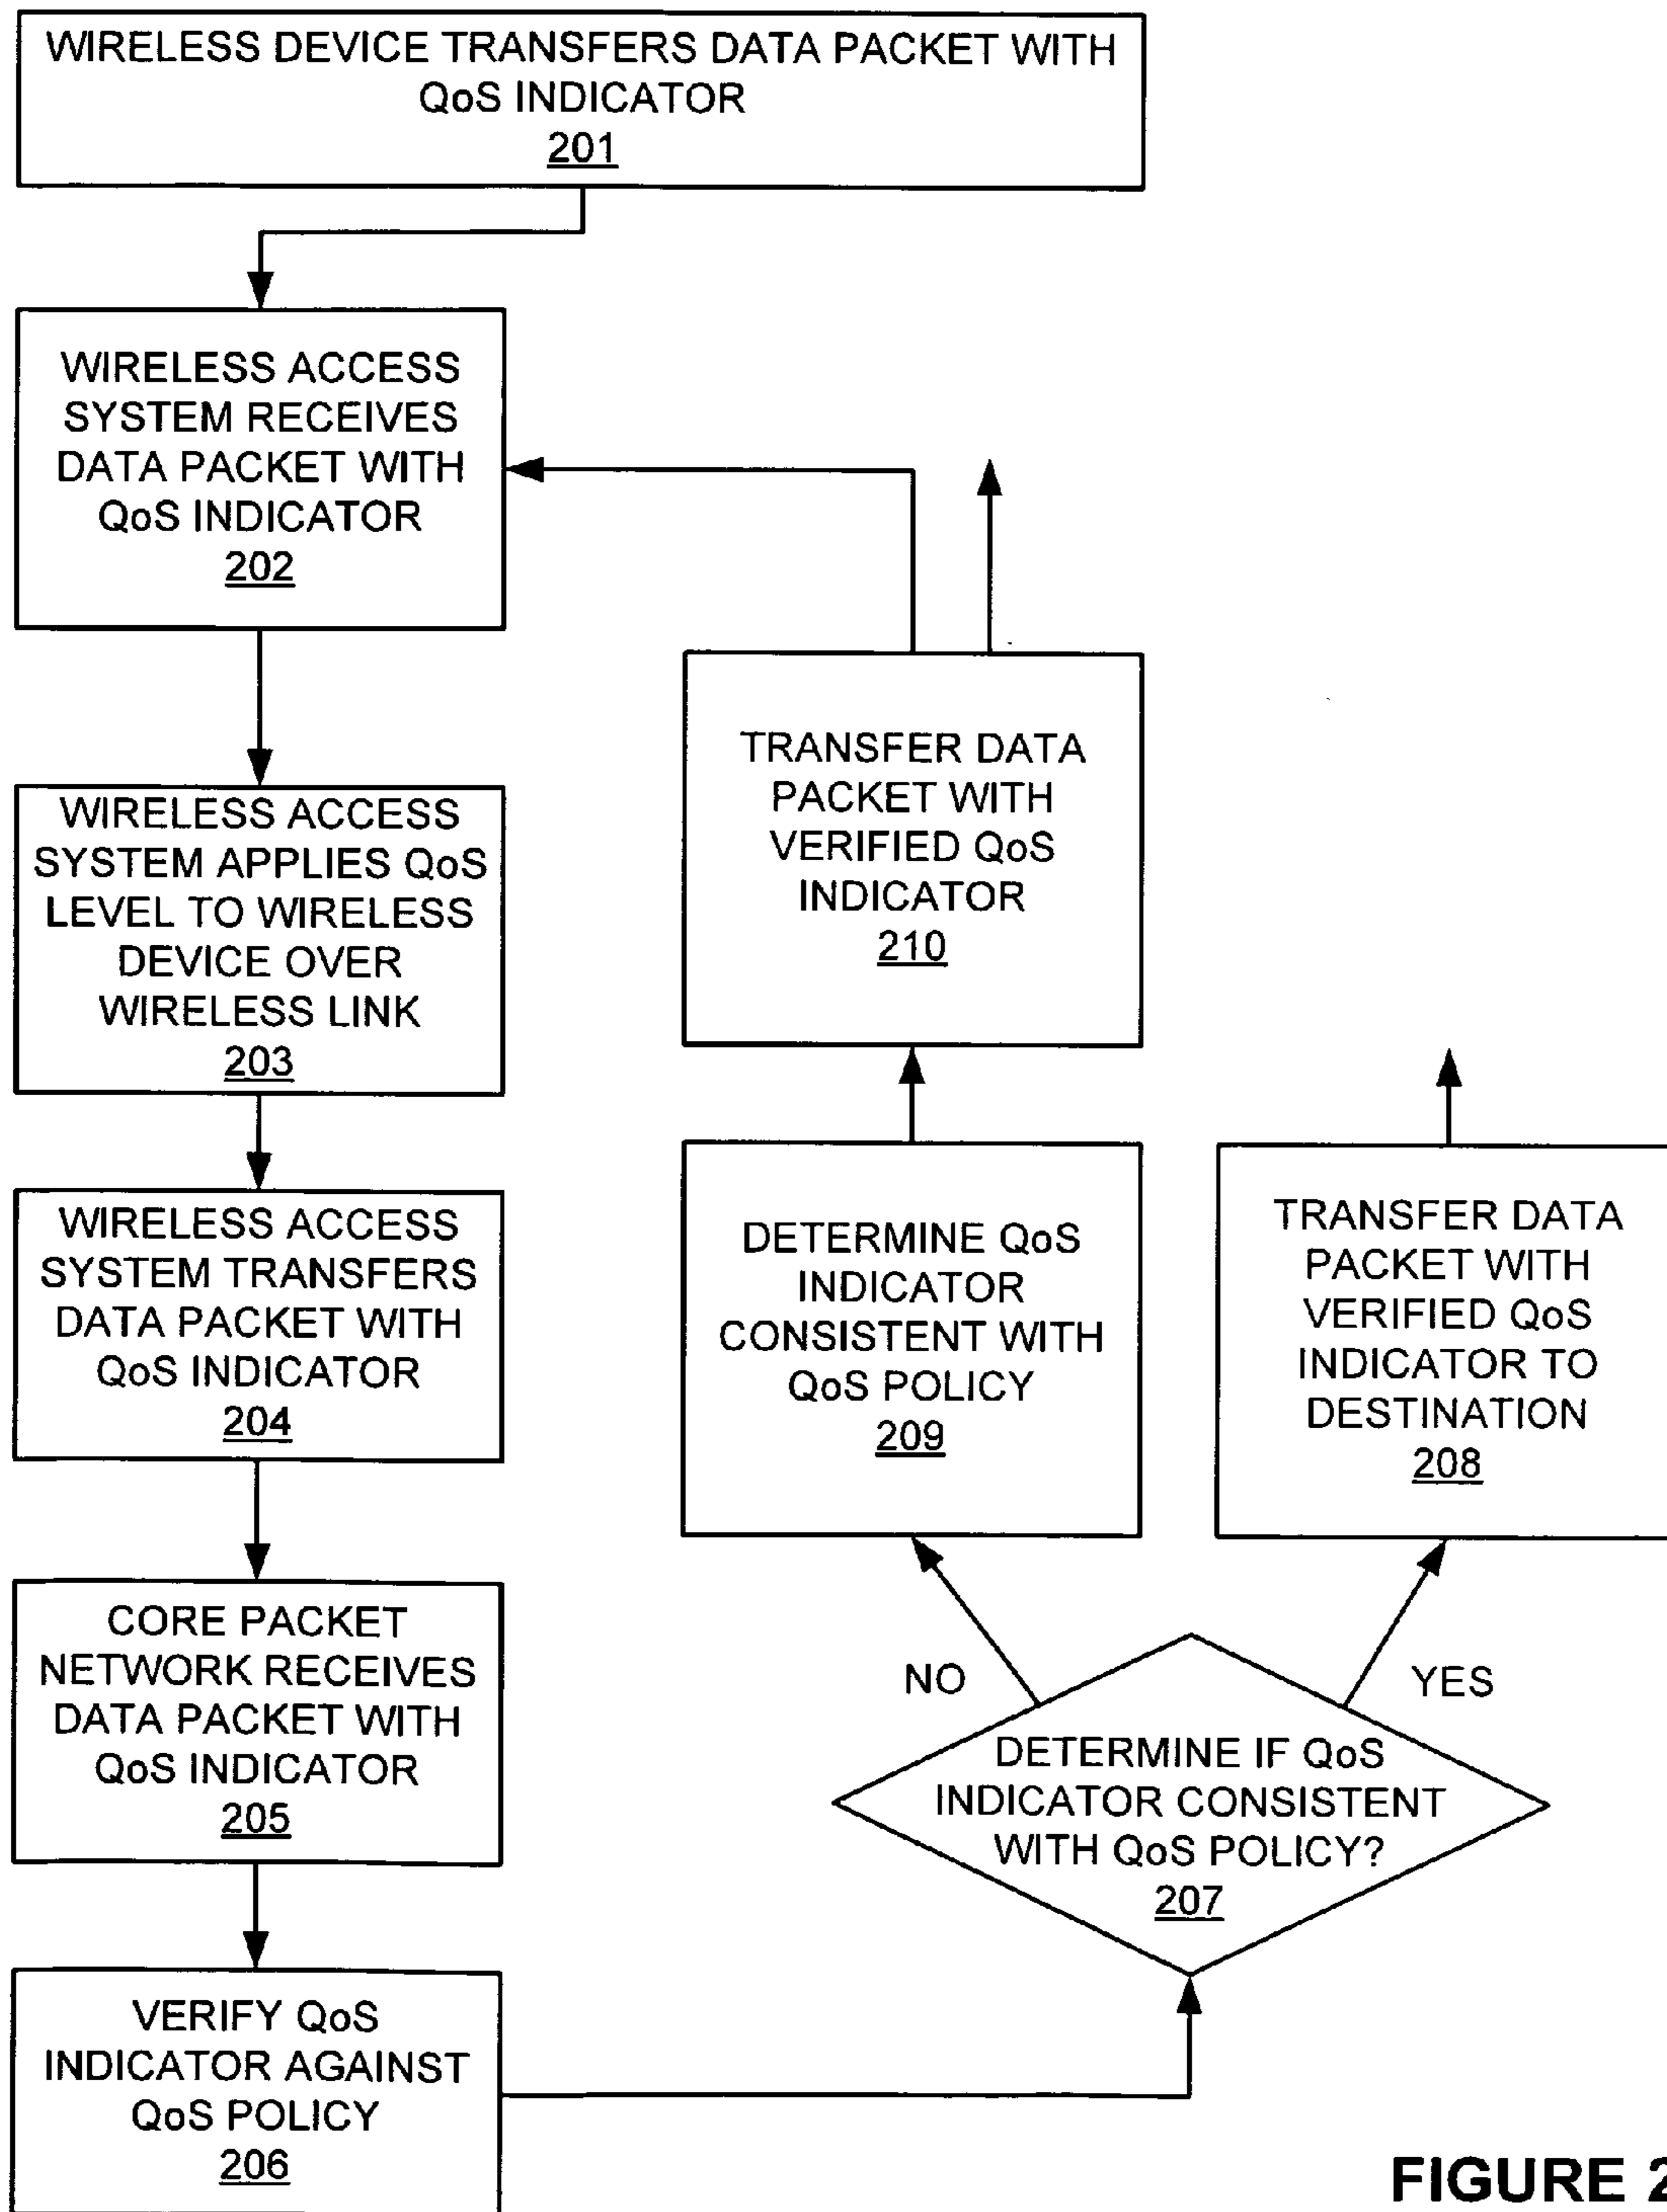 WIRELESS DEVICE TRANSFERS DATA PACKET WITH
QoS INDICATOR
201
WIRELESS ACCESS
SYSTEM RECEIVES
DATA PACKET WITH
QoS INDICATOR
202
WIRELESS ACCESS
SYSTEM APPLIES QoS
LEVEL TO WIRELESS
DEVICE OVER
WIRELESS LINK
203
WIRELESS ACCESS
SYSTEM TRANSFERS
DATA PACKET WITH
QoS INDICATOR
204
CORE PACKET
NETWORK RECEIVES
DATA PACKET WITH
QoS INDICATOR
205
VERIFY QoS
INDICATOR AGAINST
QoS POLICY
206
DETERMINE IF QoS
INDICATOR CONSISTENT
WITH QoS POLICY?
207
NO
YES
TRANSFER DATA
PACKET WITH
VERIFIED QoS
INDICATOR TO
DESTINATION
208
DETERMINE QoS
INDICATOR
CONSISTENT WITH
QoS POLICY
209
TRANSFER DATA
PACKET WITH
VERIFIED QoS
INDICATOR
210
FIGURE 2